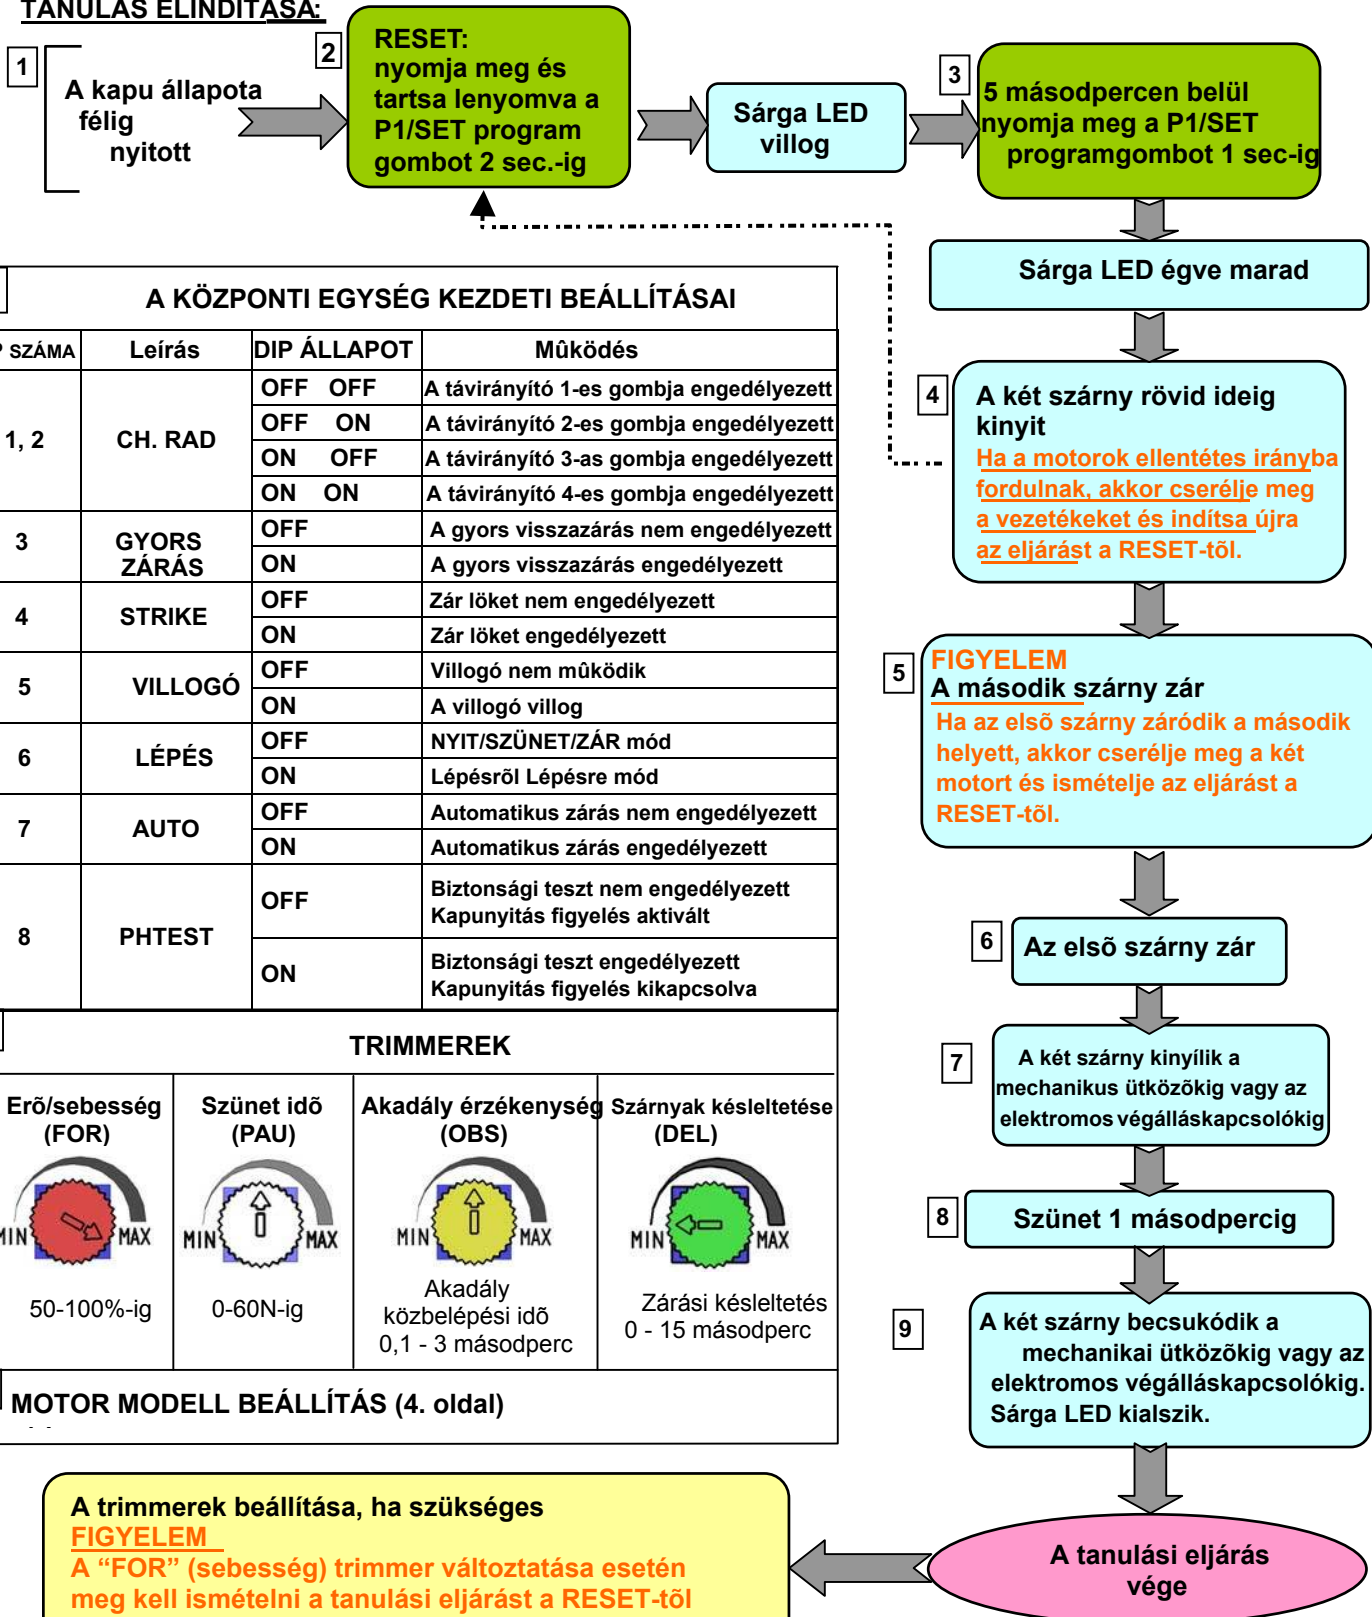 TANULÁS ELINDÍTÁSA:
1
A kapu állapota
félig
nyitott
2
RESET:
nyomja meg és
tartsa lenyomva a
P1/SET program
gombot 2 sec.-ig
Sárga LED
villog
3
5 másodpercen belül
nyomja meg a P1/SET
programgombot 1 sec-ig
Sárga LED égve marad
4
A két szárny rövid ideig
kinyit
Ha a motorok ellentétes irányba
fordulnak, akkor cserélje meg
a vezetékeket és indítsa újra
az eljárást a RESET-tõl.
5
FIGYELEM
A második szárny zár
Ha az elsõ szárny záródik a második
helyett, akkor cserélje meg a két
motort és ismételje az eljárást a
RESET-tõl.
6
Az elsõ szárny zár
7
A két szárny kinyílik a
mechanikus ütközõkig vagy az
elektromos végálláskapcsolókig
8
Szünet 1 másodpercig
9
A két szárny becsukódik a
mechanikai ütközõkig vagy az
elektromos végálláskapcsolókig.
Sárga LED kialszik.
A tanulási eljárás
vége
A KÖZPONTI EGYSÉG KEZDETI BEÁLLÍTÁSAI
P SZÁMA Leírás DIP ÁLLAPOT Mûködés
1, 2 CH. RAD
OFF OFF A távirányító 1-es gombja engedélyezett
OFF ON A távirányító 2-es gombja engedélyezett
ON OFF A távirányító 3-as gombja engedélyezett
ON ON A távirányító 4-es gombja engedélyezett
3 GYORS
ZÁRÁS
OFF A gyors visszazárás nem engedélyezett
ON A gyors visszazárás engedélyezett
4 STRIKE
OFF Zár löket nem engedélyezett
ON Zár löket engedélyezett
5 VILLOGÓ
OFF Villogó nem mûködik
ON A villogó villog
6 LÉPÉS
OFF NYIT/SZÜNET/ZÁR mód
ON Lépésrõl Lépésre mód
7 AUTO
OFF Automatikus zárás nem engedélyezett
ON Automatikus zárás engedélyezett
8 PHTEST
OFF Biztonsági teszt nem engedélyezett
Kapunyitás figyelés aktivált
ON Biztonsági teszt engedélyezett
Kapunyitás figyelés kikapcsolva
TRIMMEREK
Erõ/sebesség
(FOR)
MIN MAX
50-100%-ig
Szünet idõ
(PAU)
MIN MAX
0-60N-ig
Akadály érzékenység
(OBS)
MIN MAX
Akadály
közbelépési idõ
0,1 - 3 másodperc
Szárnyak késleltetése
(DEL)
MIN MAX
Zárási késleltetés
0 - 15 másodperc
MOTOR MODELL BEÁLLÍTÁS (4. oldal)
A trimmerek beállítása, ha szükséges
FIGYELEM
A “FOR” (sebesség) trimmer változtatása esetén
meg kell ismételni a tanulási eljárást a RESET-tõl